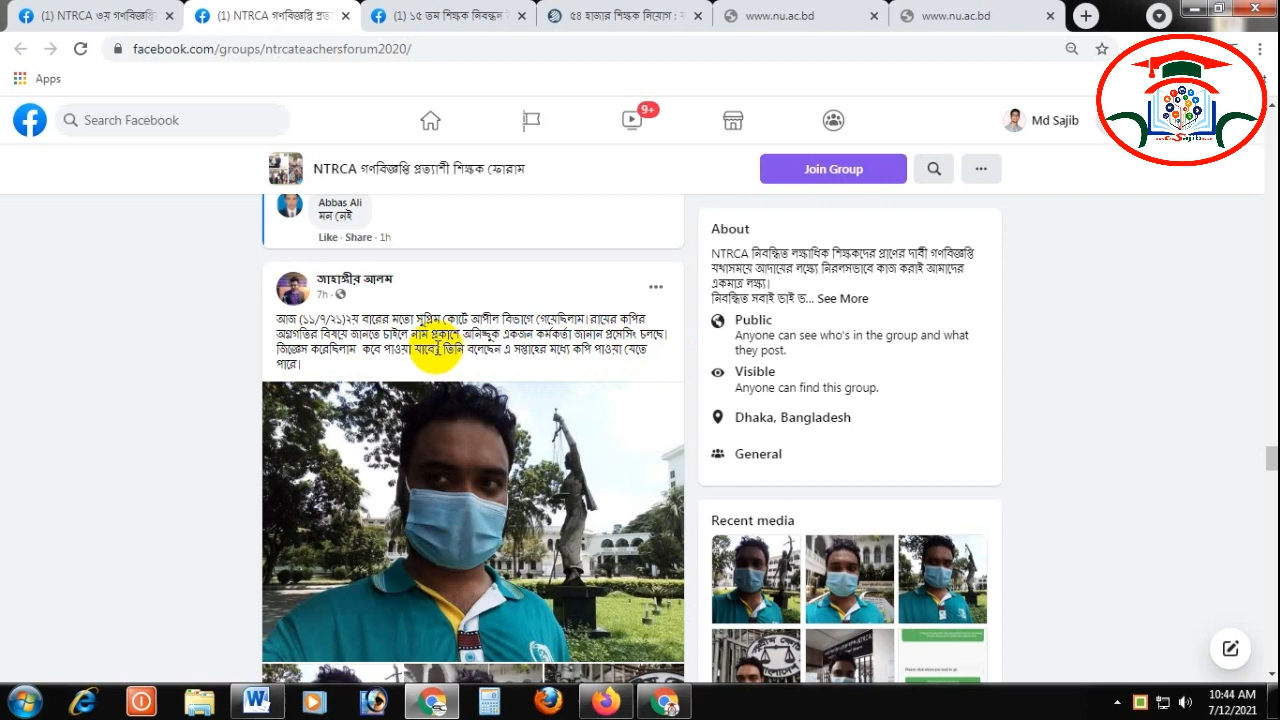 (1) NTRCA ৩য় গণবিজ্ঞপ্তি
(1) NTRCA গণবিজ্ঞপ্তি প্রত
(1) ১৫ তম শিক্ষক নিবন্ধন
৫৪ হাজার শিক্ষক নিয়োগ :
www.nu.ac.bd
www.nu.ac.bd
facebook.com/groups/ntrcateachersforum2020/
Apps
Search Facebook
9+
Md Sajib
NTRCA গণবিজ্ঞপ্তি প্রত্যাশী শিক্ষক ফোরাম
Join Group
Abbas Ali
মন নেই
Like · Share · 1h
জাহাঙ্গীর আলম
7h
আজ (১১/৭/২১)২য় বারের মতো সুপ্রিম কোর্টে আপীল বিভাগে গেয়েছিলাম। রায়ের কপির
অগ্রগতির বিষয়ে জানতে চাইলে নাম প্রকাশে অনিচ্ছুক একজন কর্মকর্তা জানান প্রসেসিং চলছে।
জিজ্ঞেস করেছিলাম কবে পাওয়া যাবে? তিনি বলেছেন এ সপ্তাহের মধ্যে কপি পাওয়া যেতে
পারে।
About
NTRCA নিবন্ধিত লক্ষাধিক শিক্ষকদের প্রাণের দাবী গণবিজ্ঞপ্তি
যথাসময়ে আদায়ের লক্ষ্যে নিরলসভাবে কাজ করাই আমাদের
একমাত্র লক্ষ্য।
নিবন্ধিত সবাই ভাই ভ... See More
Public
Anyone can see who's in the group and what
they post.
Visible
Anyone can find this group.
Dhaka, Bangladesh
General
Recent media
10:44 AM
7/12/2021